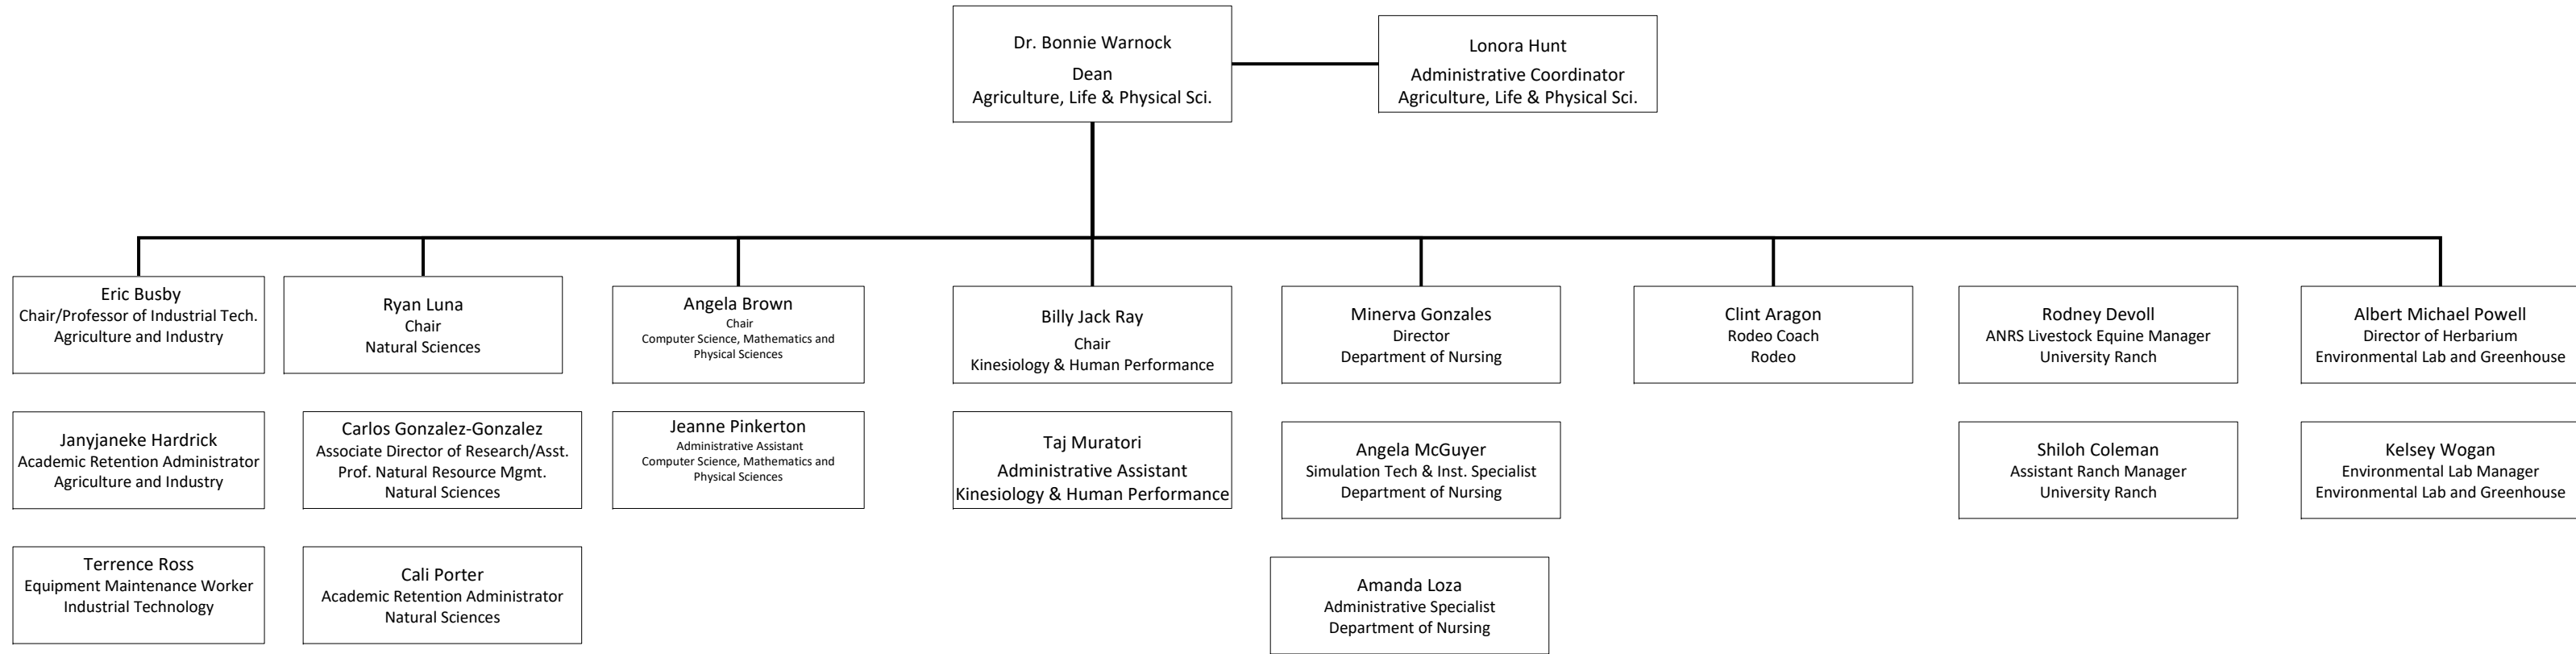 Dr. Bonnie Warnock
Dean
Agriculture, Life & Physical Sci.
Lonora Hunt
Administrative Coordinator
Agriculture, Life & Physical Sci.
Eric Busby
Chair/Professor of Industrial Tech.
Agriculture and Industry
Ryan Luna
Chair
Natural Sciences
Angela Brown
Chair
Computer Science, Mathematics and
Physical Sciences
Billy Jack Ray
Chair
Kinesiology & Human Performance
Minerva Gonzales
Director
Department of Nursing
Clint Aragon
Rodeo Coach
Rodeo
Rodney Devoll
ANRS Livestock Equine Manager
University Ranch
Albert Michael Powell
Director of Herbarium
Environmental Lab and Greenhouse
Janyjaneke Hardrick
Academic Retention Administrator
Agriculture and Industry
Carlos Gonzalez-Gonzalez
Associate Director of Research/Asst.
Prof. Natural Resource Mgmt.
Natural Sciences
Jeanne Pinkerton
Administrative Assistant
Computer Science, Mathematics and
Physical Sciences
Taj Muratori
Administrative Assistant
Kinesiology & Human Performance
Angela McGuyer
Simulation Tech & Inst. Specialist
Department of Nursing
Shiloh Coleman
Assistant Ranch Manager
University Ranch
Kelsey Wogan
Environmental Lab Manager
Environmental Lab and Greenhouse
Terrence Ross
Equipment Maintenance Worker
Industrial Technology
Cali Porter
Academic Retention Administrator
Natural Sciences
Amanda Loza
Administrative Specialist
Department of Nursing